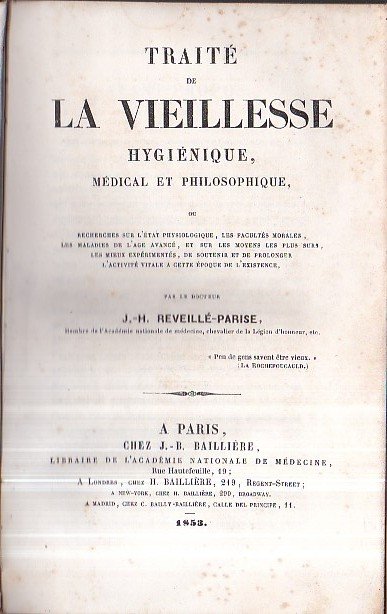 TRAITÉ
DE
LA VIEILLESSE
HYGIÉNIQUE,
MÉDICAL ET PHILOSOPHIQUE,
OU
RECHERCHES SUR L'ÉTAT PHYSIOLOGIQUE, LES FACULTÉS MORALES,
LES MALADIES DE L'AGE AVANCÉ, ET SUR LES MOYENS LES PLUS SURS,
LES MIEUX EXPÉRIMENTÉS, DE SOUTENIR ET DE PROLONGER
L'ACTIVITÉ VITALE A CETTE ÉPOQUE DE L'EXISTENCE,
PAR LE DOCTEUR
J.-H. REVEILLÉ-PARISE,
Membre de l'Académie nationale de médecine, chevalier de la Légion d'honneur, etc.
« Peu de gens savent être vieux. »
(LA ROCHEFOUCAULD.)
A PARIS,
CHEZ J.-B. BAILLIÈRE,
LIBRAIRE DE L'ACADÉMIE NATIONALE DE MÉDECINE,
Rue Hautefeuille, 19;
A LONDRES, CHEZ H. BAILLIÈRE, 219, REGENT-STREET;
A NEW-YORK, CHEZ H. BAILLIÈRE, 290, BROADWAY.
A MADRID, CHEZ C. BAILLY-BAILLIÈRE, CALLE DEL PRINCIPE, 11.
1853.